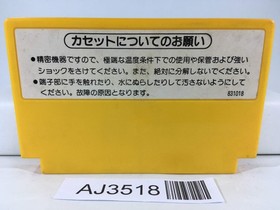 カセットについてのお願い
●精密機器ですので、極端な温度条件下での使用や保管および強い
ショックをさけてください。また、絶対に分解しないでください。
●端子部に手を触れたり、水にぬらしたりして汚さないようにして
ください。故障の原因となります。
831018
AJ3518